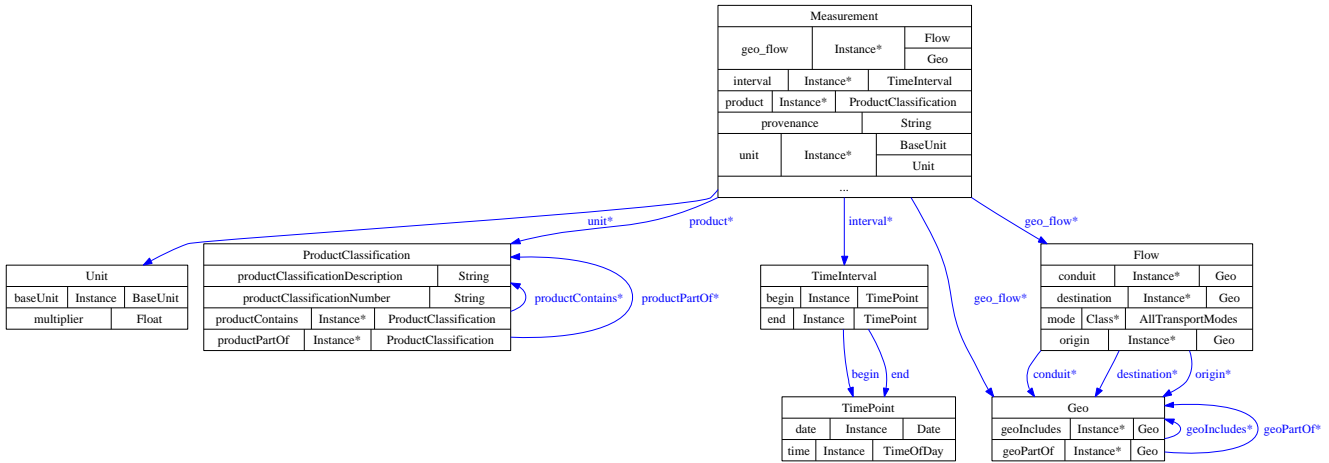 Measurement
geo_flow Instance* Flow
Geo
interval Instance* TimeInterval
product Instance* ProductClassification
provenance String
unit Instance* BaseUnit
Unit
...
unit* product* interval* geo_flow*
geo_flow*
Unit
baseUnit Instance BaseUnit
multiplier Float
ProductClassification
productClassificationDescription String
productClassificationNumber String
productContains Instance* ProductClassification
productPartOf Instance* ProductClassification
productContains* productPartOf*
TimeInterval
begin Instance TimePoint
end Instance TimePoint
Flow
conduit Instance* Geo
destination Instance* Geo
mode Class* AllTransportModes
origin Instance* Geo
begin end
conduit* destination* origin*
TimePoint
date Instance Date
time Instance TimeOfDay
Geo
geoIncludes Instance* Geo
geoPartOf Instance* Geo
geoIncludes* geoPartOf*